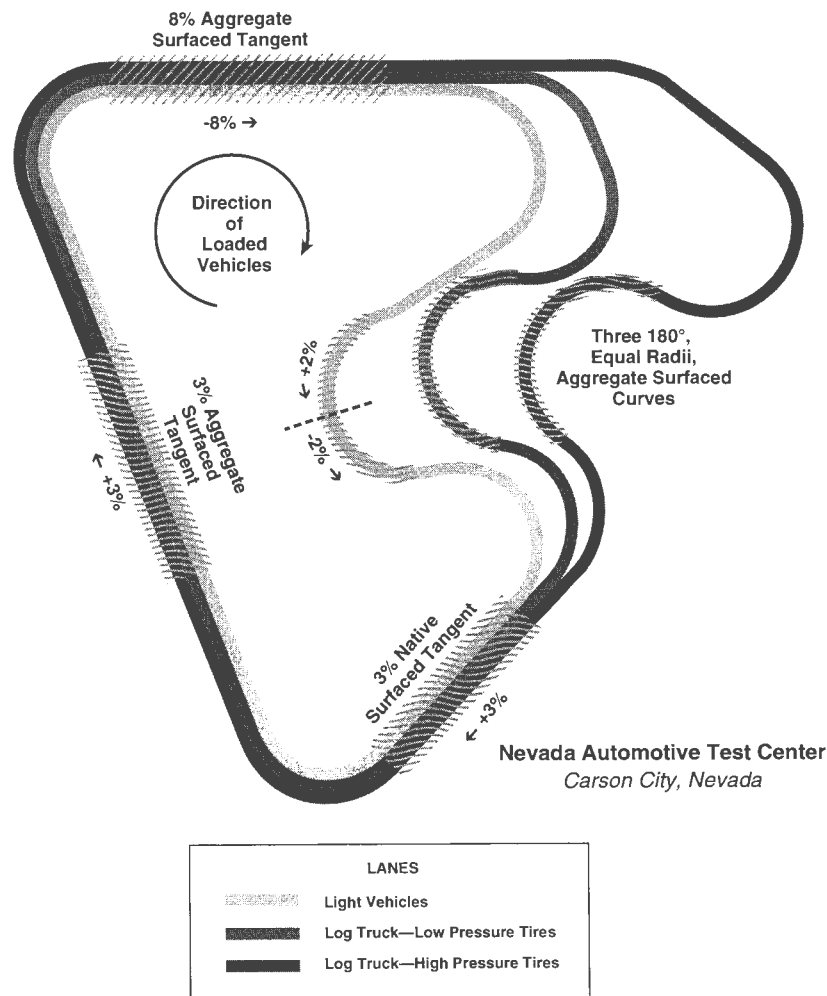 8% Aggregate
Surfaced Tangent
-8% →
Direction
of
Loaded
Vehicles
← +2%
-2% →
Three 180°,
Equal Radii,
Aggregate Surfaced
Curves
3% Aggregate
Surfaced
Tangent
← +3%
3% Native
Surfaced Tangent
← +3%
Nevada Automotive Test Center
Carson City, Nevada
LANES
Light Vehicles
Log Truck—Low Pressure Tires
Log Truck—High Pressure Tires